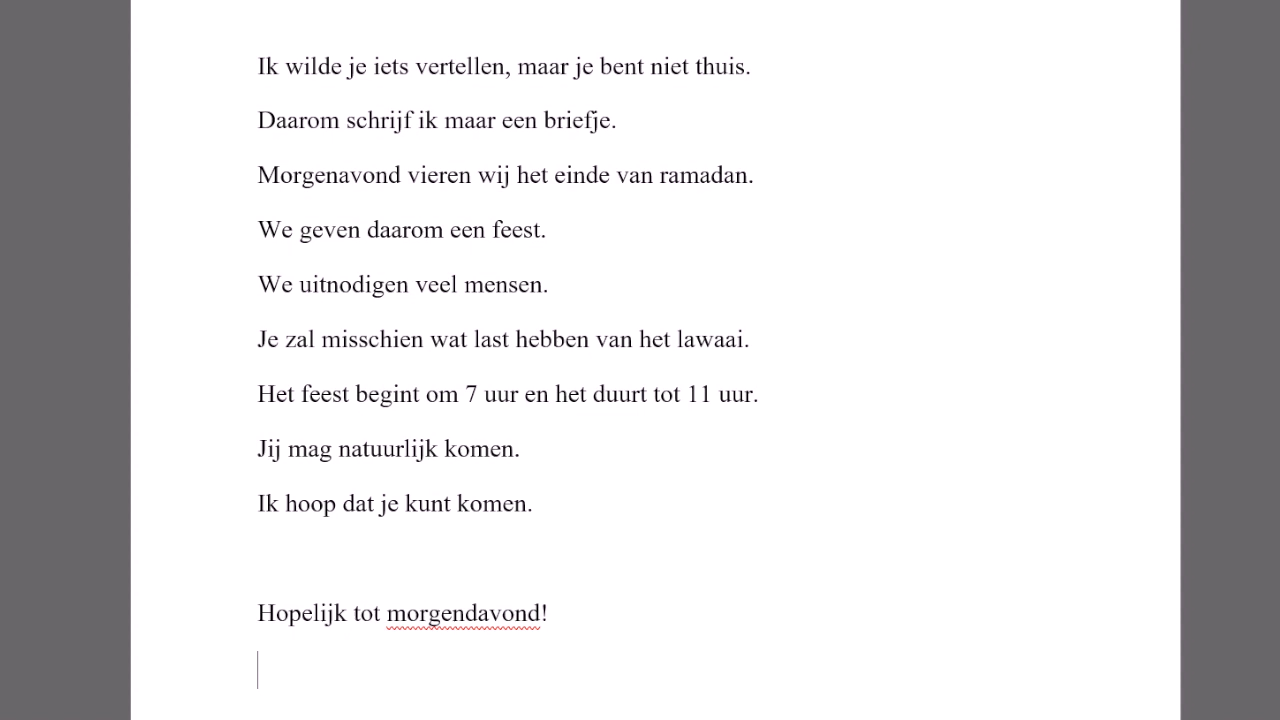 Ik wilde je iets vertellen, maar je bent niet thuis.
Daarom schrijf ik maar een briefje.
Morgenavond vieren wij het einde van ramadan.
We geven daarom een feest.
We uitnodigen veel mensen.
Je zal misschien wat last hebben van het lawaai.
Het feest begint om 7 uur en het duurt tot 11 uur.
Jij mag natuurlijk komen.
Ik hoop dat je kunt komen.
Hopelijk tot morgendavond!